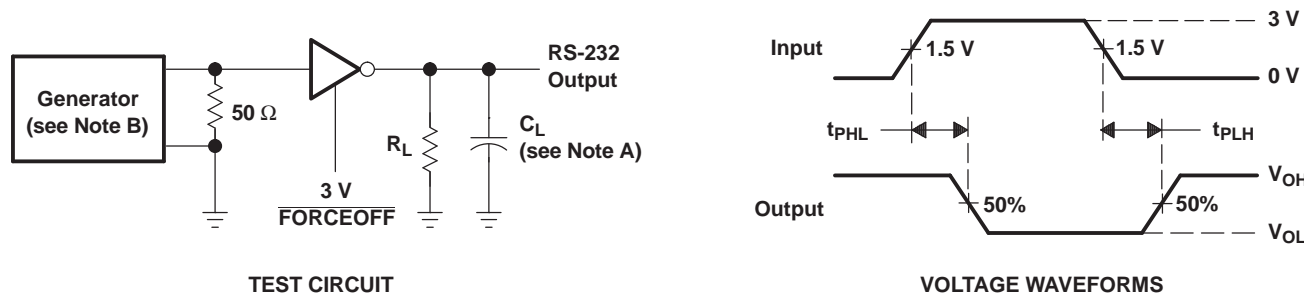 Generator
(see Note B)
50 Ω
3 V
FORCEOFF
RS-232
Output
RL
CL
(see Note A)
TEST CIRCUIT
Input
1.5 V
1.5 V
3 V
0 V
tPHL
tPLH
Output
50%
50%
VOH
VOL
VOLTAGE WAVEFORMS